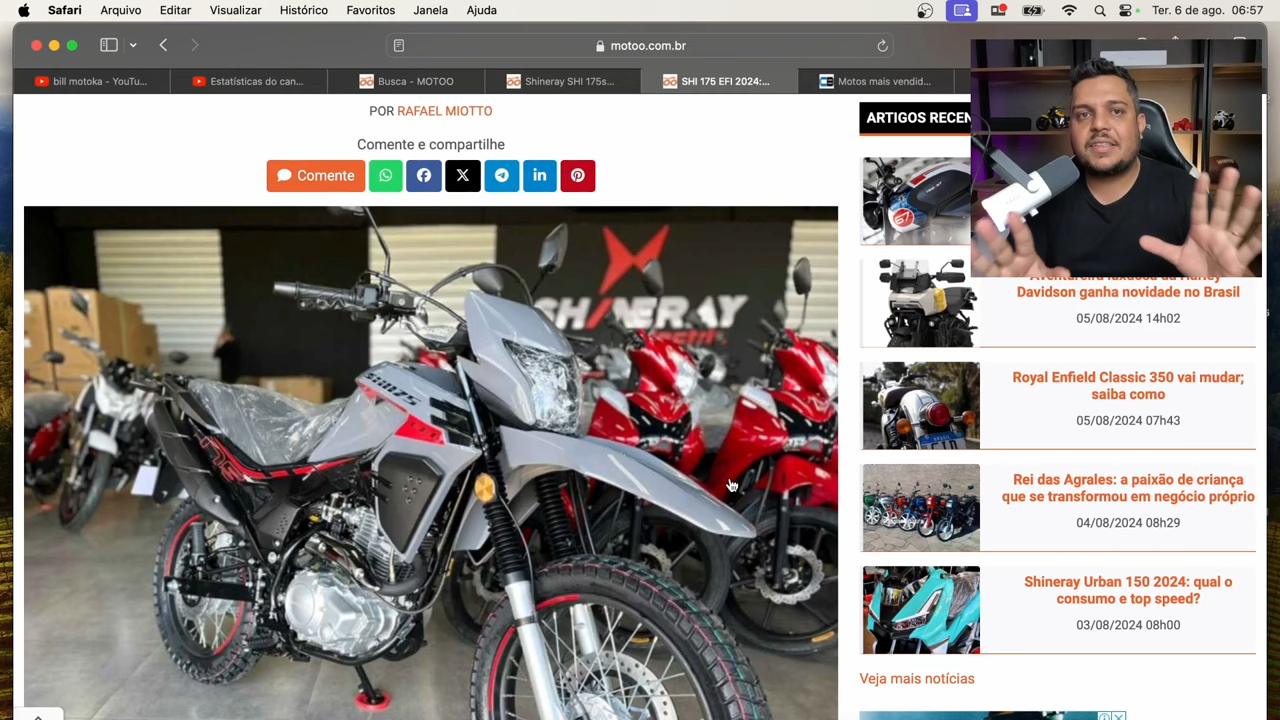 Safari Arquivo Editar Visualizar Histórico Favoritos Janela Ajuda
Ter. 6 de ago. 06:57
motoo.com.br
bill motoka - YouTu...
Estatísticas do can...
Busca - MOTOO
Shineray SHI 175s...
SHI 175 EFI 2024:...
Motos mais vendid...
POR RAFAEL MIOTTO
Comente e compartilhe
Comente
SHINERAY
ARTIGOS RECEN
67
Davidson ganha novidade no Brasil
05/08/2024 14h02
Royal Enfield Classic 350 vai mudar;
saiba como
05/08/2024 07h43
Rei das Agrales: a paixão de criança
que se transformou em negócio próprio
04/08/2024 08h29
Shineray Urban 150 2024: qual o
consumo e top speed?
03/08/2024 08h00
Veja mais notícias